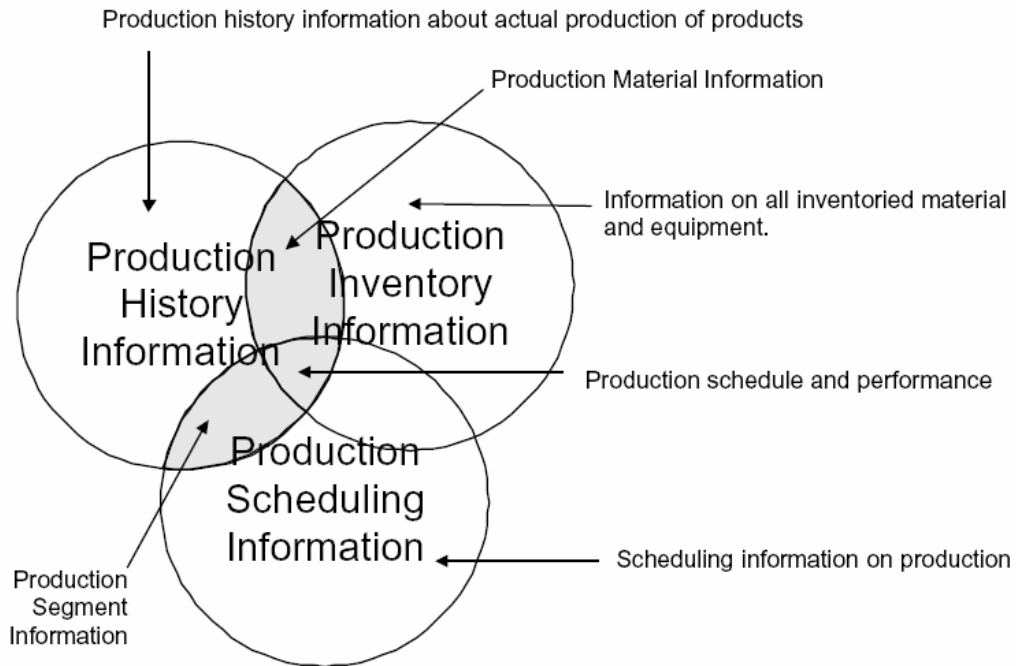 Production history information about actual production of products
Production Material Information
Information on all inventoried material
and equipment.
Production
History
Information
Production
Inventory
Information
Production schedule and performance
Production
Scheduling
Information
Scheduling information on production
Production
Segment
Information